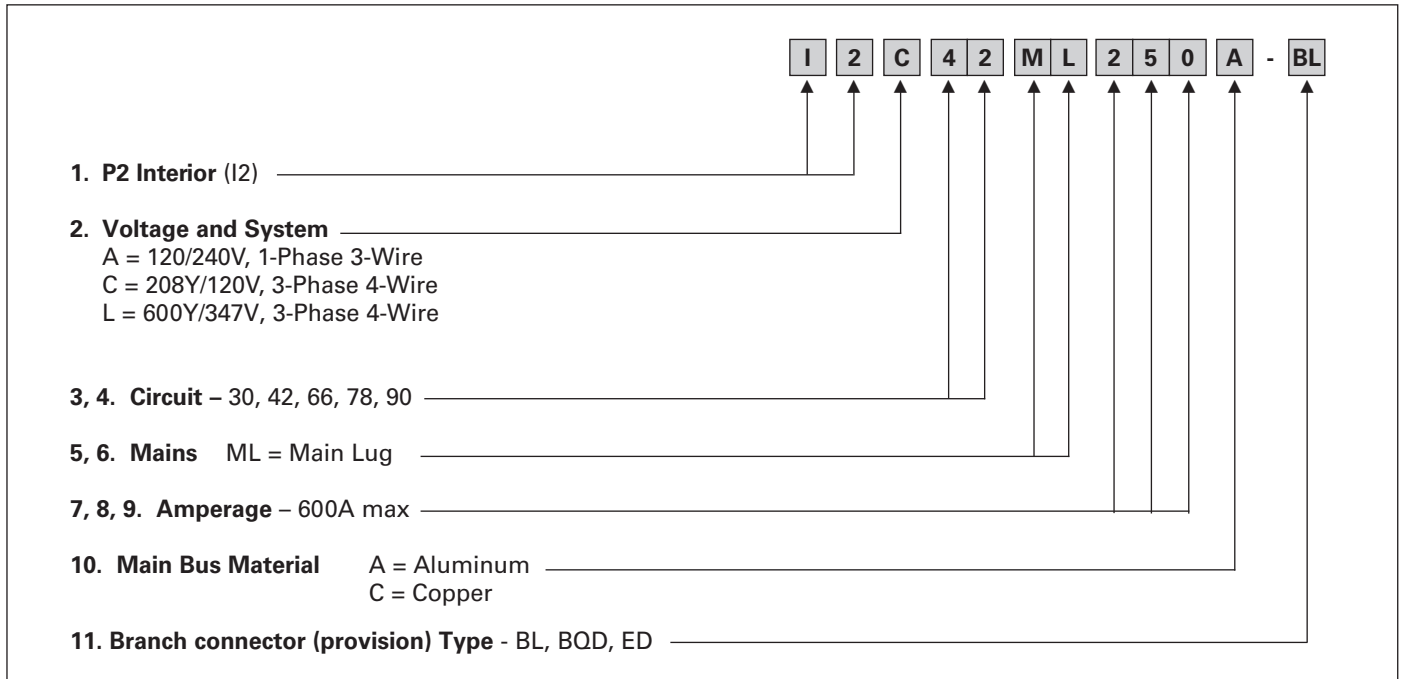 I 2 C 4 2 M L 2 5 0 A - BL
1. P2 Interior (I2)
2. Voltage and System
A = 120/240V, 1-Phase 3-Wire
C = 208Y/120V, 3-Phase 4-Wire
L = 600Y/347V, 3-Phase 4-Wire
3, 4. Circuit – 30, 42, 66, 78, 90
5, 6. Mains ML = Main Lug
7, 8, 9. Amperage – 600A max
10. Main Bus Material A = Aluminum
C = Copper
11. Branch connector (provision) Type - BL, BQD, ED